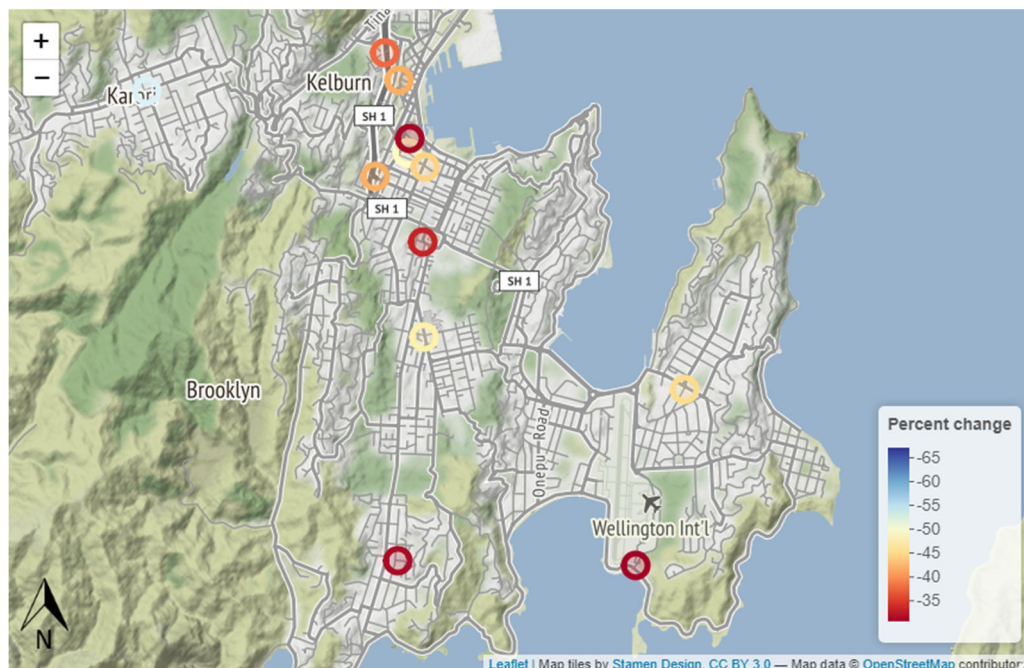 +
−
Kelburn
Karori
SH 1
SH 1
SH 1
Brooklyn
Onepu Road
Wellington Int'l
Percent change
-65
-60
-55
-50
-45
-40
-35
N
Leaflet | Map tiles by Stamen Design, CC BY 3.0 — Map data © OpenStreetMap contributor